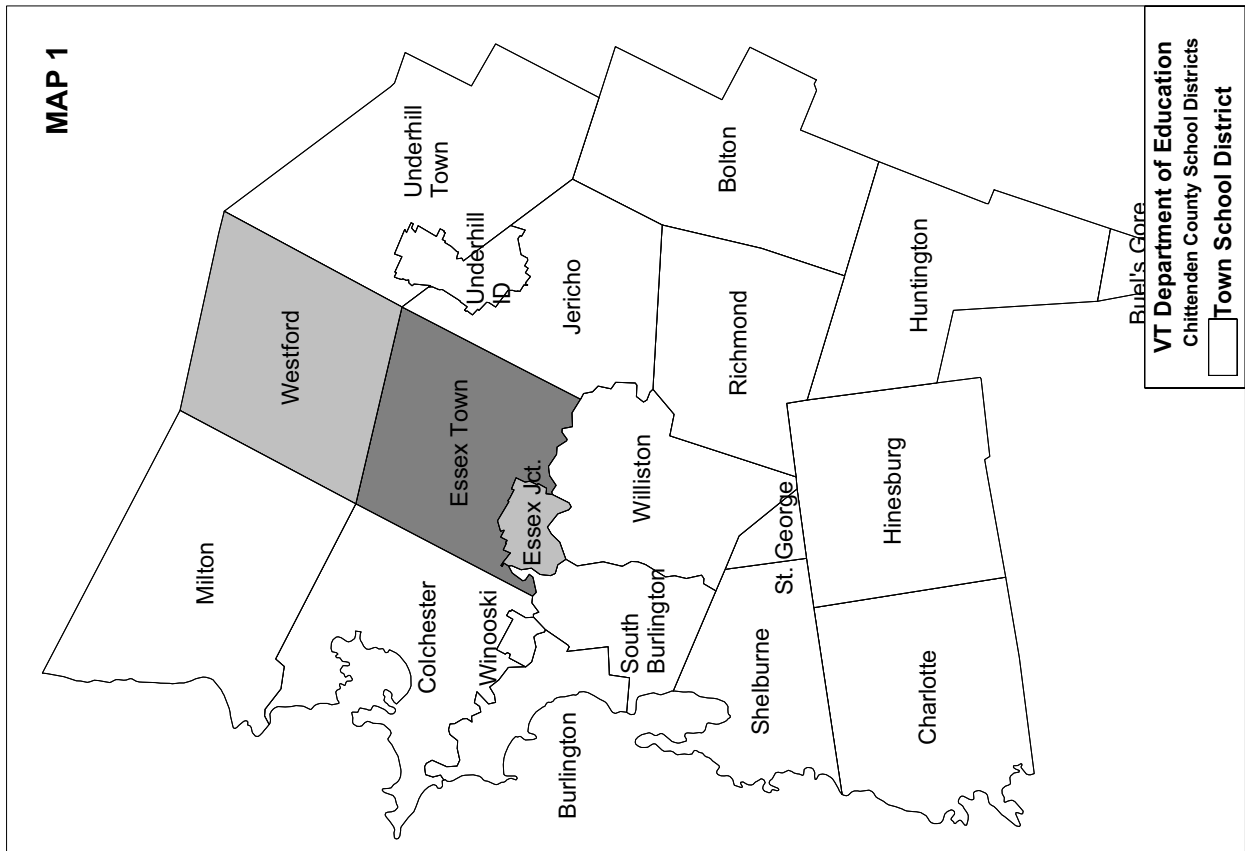 MAP 1
Underhill
Town
Westford
Underhill
ID
Bolton
Jericho
Essex Town
Milton
Richmond
Huntington
Essex Jct.
Williston
Buel's Gore
Colchester
Winooski
St. George
Hinesburg
South
Burlington
Shelburne
Burlington
Charlotte
VT Department of Education
Chittenden County School Districts
Town School District